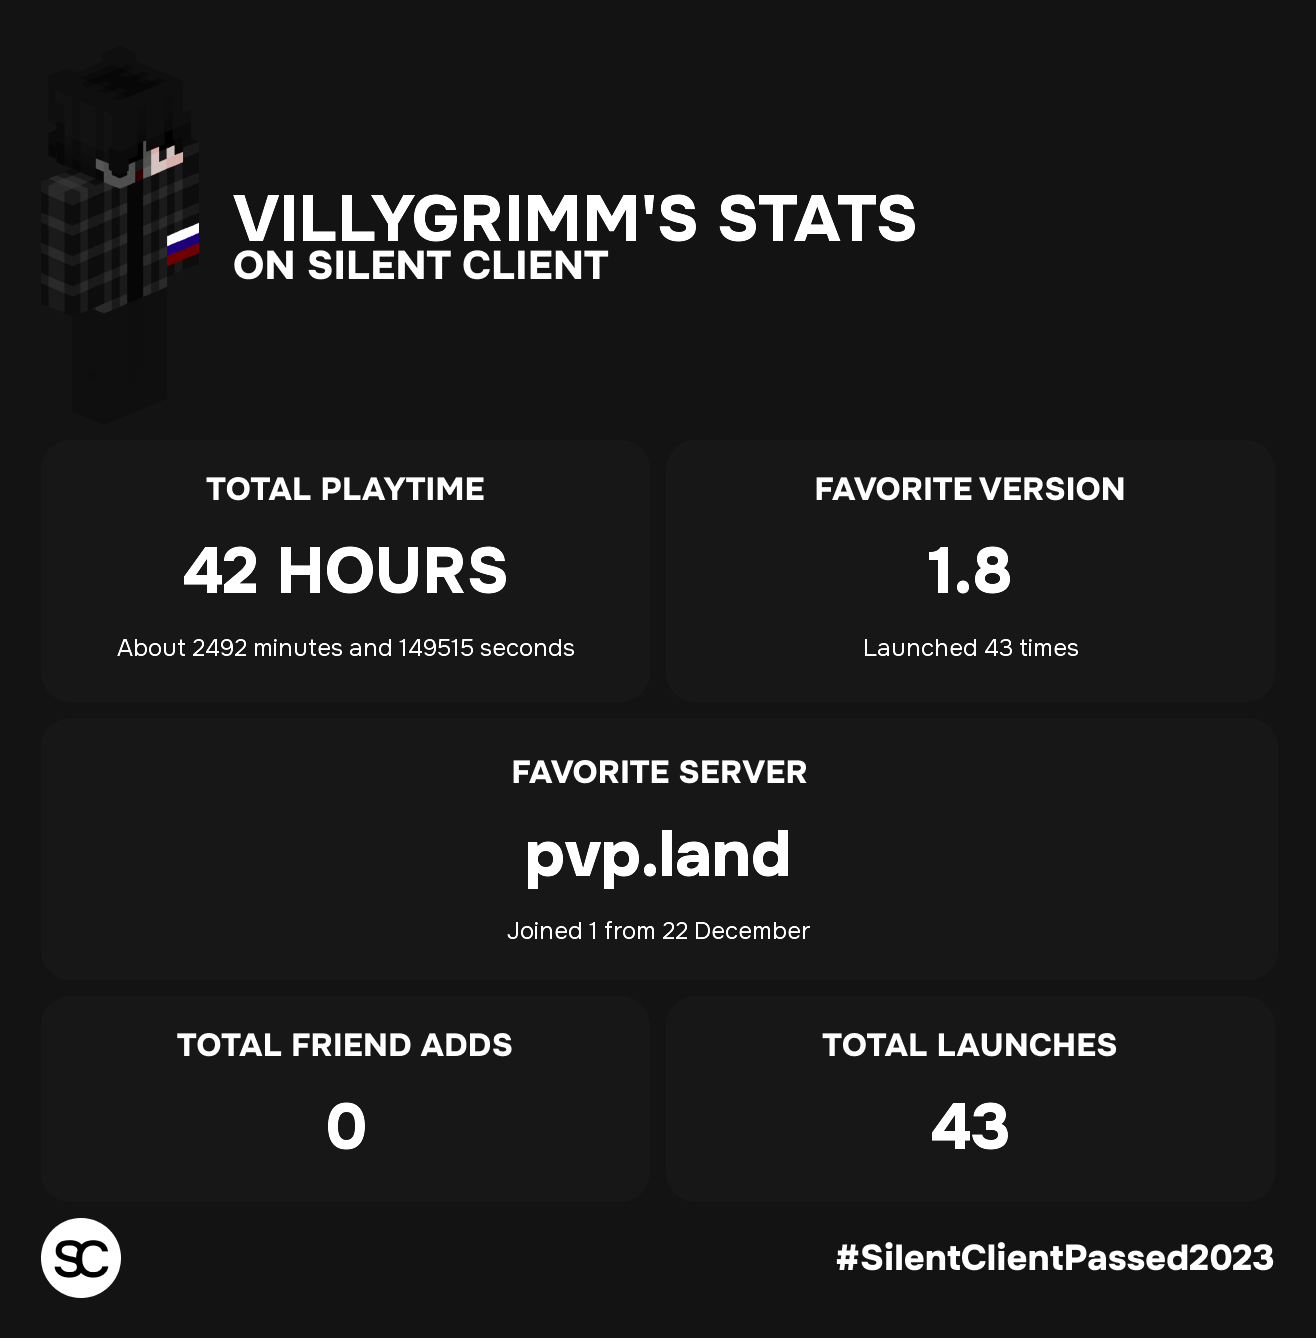 VILLYGRIMM'S STATS
ON SILENT CLIENT
TOTAL PLAYTIME
42 HOURS
About 2492 minutes and 149515 seconds
FAVORITE VERSION
1.8
Launched 43 times
FAVORITE SERVER
pvp.land
Joined 1 from 22 December
TOTAL FRIEND ADDS
0
TOTAL LAUNCHES
43
SC
#SilentClientPassed2023